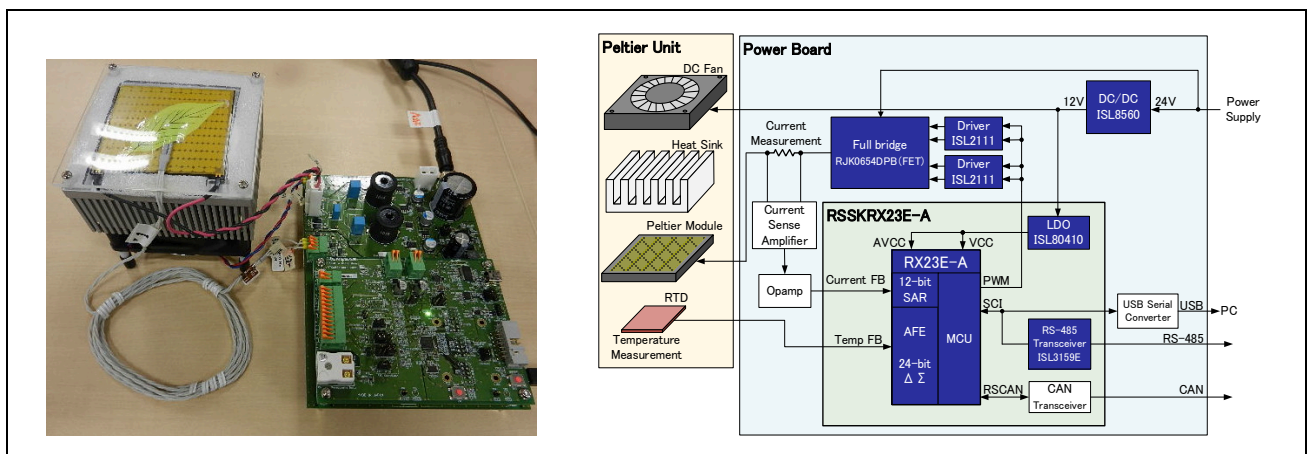 Peltier Unit
DC Fan
Heat Sink
Peltier Module
RTD
Temperature
Measurement
Power Board
12V
DC/DC
ISL8560
24V
Power
Supply
Current
Measurement
Full bridge
RJK0654DPB(FET)
Driver
ISL2111
Driver
ISL2111
Current
Sense
Amplifier
Opamp
Current FB
Temp FB
RSSKRX23E-A
LDO
ISL80410
AVCC
VCC
RX23E-A
12-bit
SAR
AFE
24-bit
Δ Σ
MCU
PWM
SCI
RSCAN
USB Serial
Converter
USB
PC
RS-485
Transceiver
ISL3159E
RS-485
CAN
Transceiver
CAN